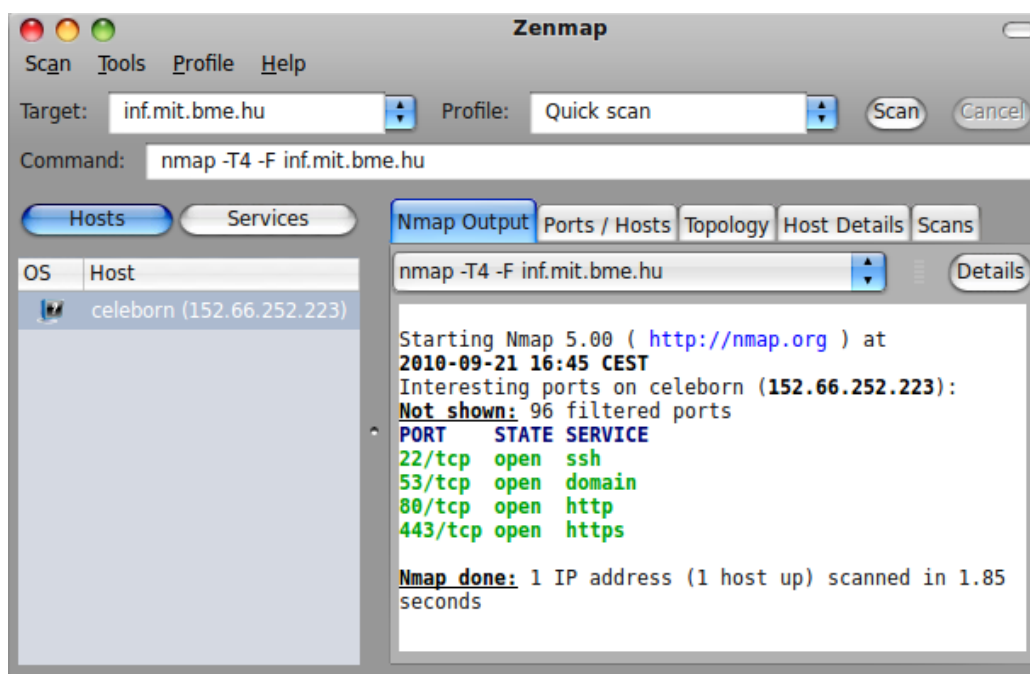 Zenmap
Scan Tools Profile Help
Target: inf.mit.bme.hu Profile: Quick scan Scan Cancel
Command: nmap -T4 -F inf.mit.bme.hu
Hosts Services
Nmap Output Ports / Hosts Topology Host Details Scans
OS Host
nmap -T4 -F inf.mit.bme.hu Details
celeborn (152.66.252.223)
Starting Nmap 5.00 ( http://nmap.org ) at
2010-09-21 16:45 CEST
Interesting ports on celeborn (152.66.252.223):
Not shown: 96 filtered ports
PORT STATE SERVICE
22/tcp open ssh
53/tcp open domain
80/tcp open http
443/tcp open https
Nmap done: 1 IP address (1 host up) scanned in 1.85
seconds